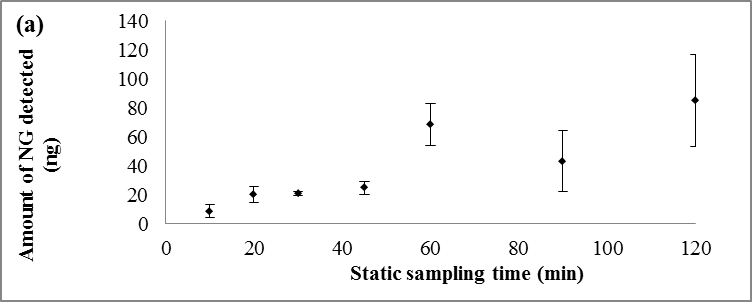 (a)
Amount of NG detected
(ng)
140
120
100
80
60
40
20
0
0 20 40 60 80 100 120
Static sampling time (min)